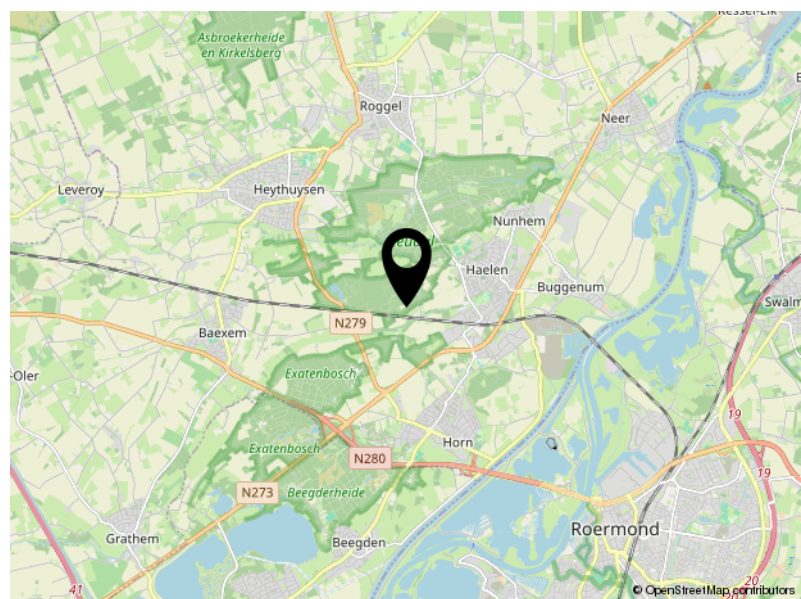 Kessel-Eik
Asbroekerheide
en Kirkelsberg
Roggel
Neer
Leveroy
Heythuysen
Nunhem
Haelen
Buggenum
Swalm
N279
Baexem
-Oler
Exatenbosch
19
Exatenbosch
Horn
N280
19
N273
Beegderheide
Roermond
Grathem
Beegden
20
41
20
© OpenStreetMap contributors